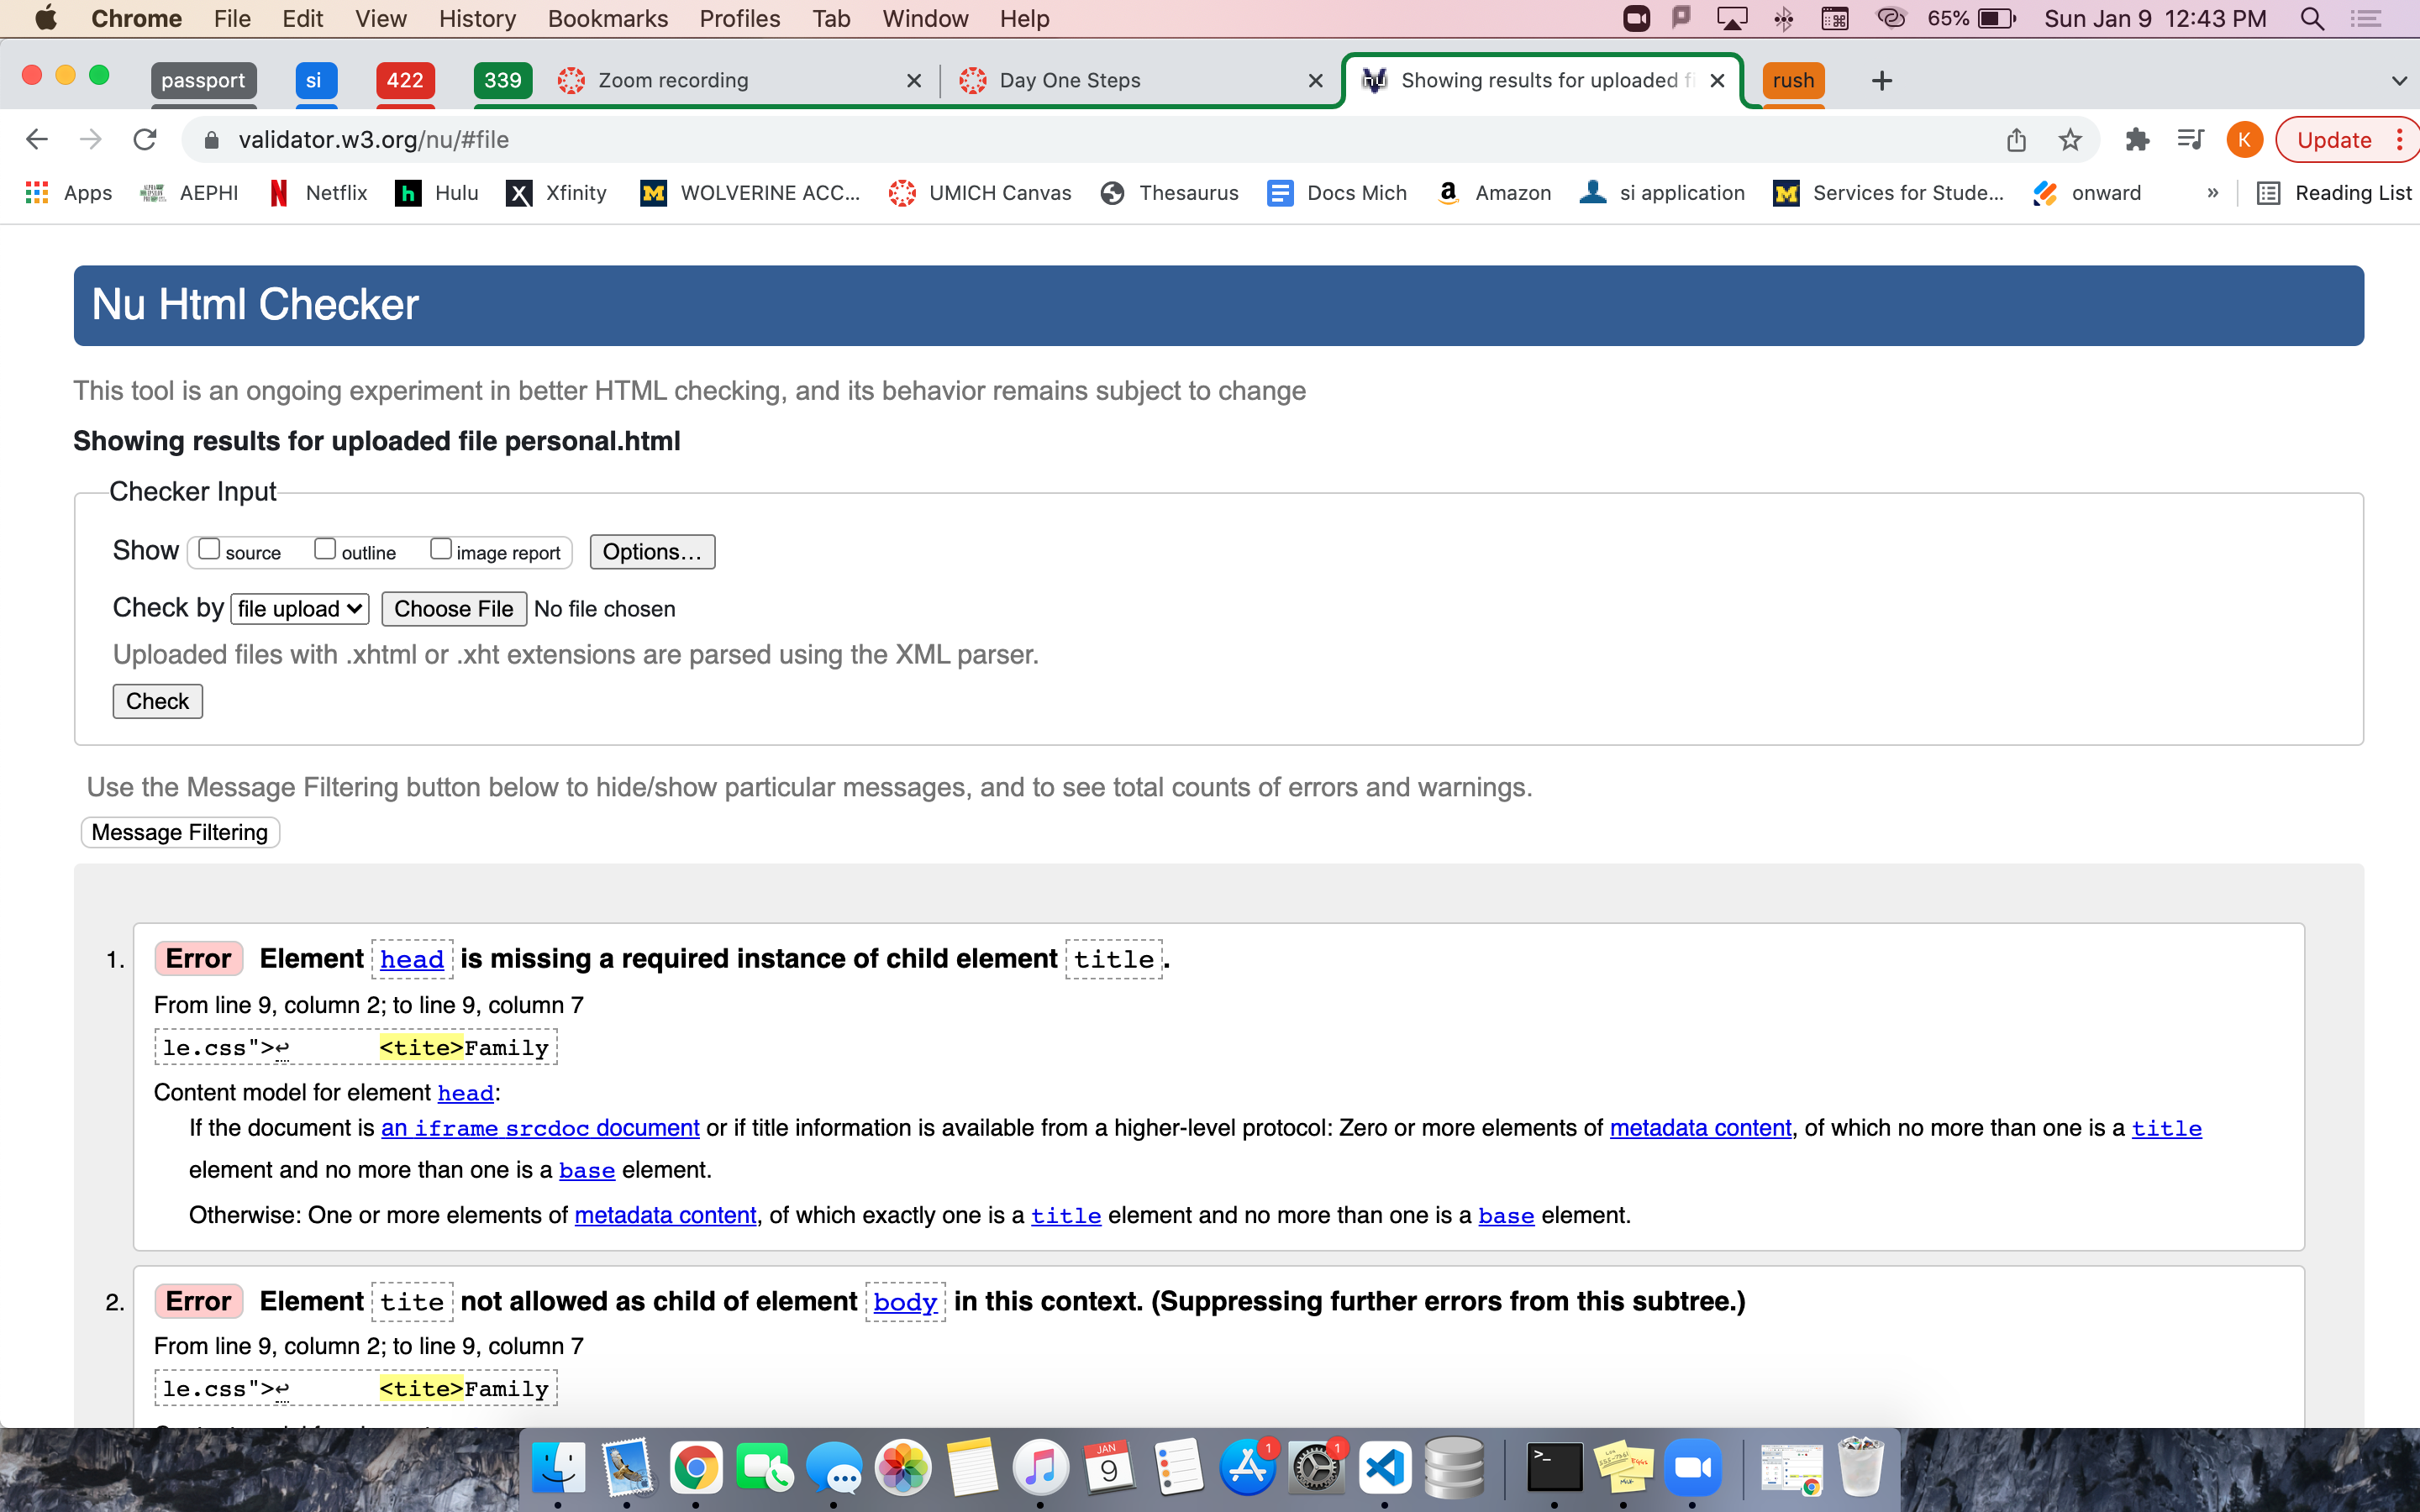 Chrome File Edit View History Bookmarks Profiles Tab Window Help 65% Sun Jan 9 12:43 PM
passport si 422 339 Zoom recording Day One Steps Showing results for uploaded fi rush
validator.w3.org/nu/#file K Update
Apps AEPHI Netflix Hulu Xfinity WOLVERINE ACC... UMICH Canvas Thesaurus Docs Mich Amazon si application Services for Stude... onward » Reading List
Nu Html Checker
This tool is an ongoing experiment in better HTML checking, and its behavior remains subject to change
Showing results for uploaded file personal.html
Checker Input
Show source outline image report Options...
Check by file upload Choose File No file chosen
Uploaded files with .xhtml or .xht extensions are parsed using the XML parser.
Check
Use the Message Filtering button below to hide/show particular messages, and to see total counts of errors and warnings.
Message Filtering
1. Error Element head is missing a required instance of child element title.
From line 9, column 2; to line 9, column 7
le.css">↩ <tite>Family
Content model for element head:
If the document is an iframe srcdoc document or if title information is available from a higher-level protocol: Zero or more elements of metadata content, of which no more than one is a title
element and no more than one is a base element.
Otherwise: One or more elements of metadata content, of which exactly one is a title element and no more than one is a base element.
2. Error Element tite not allowed as child of element body in this context. (Suppressing further errors from this subtree.)
From line 9, column 2; to line 9, column 7
le.css">↩ <tite>Family
JAN 9 1 1